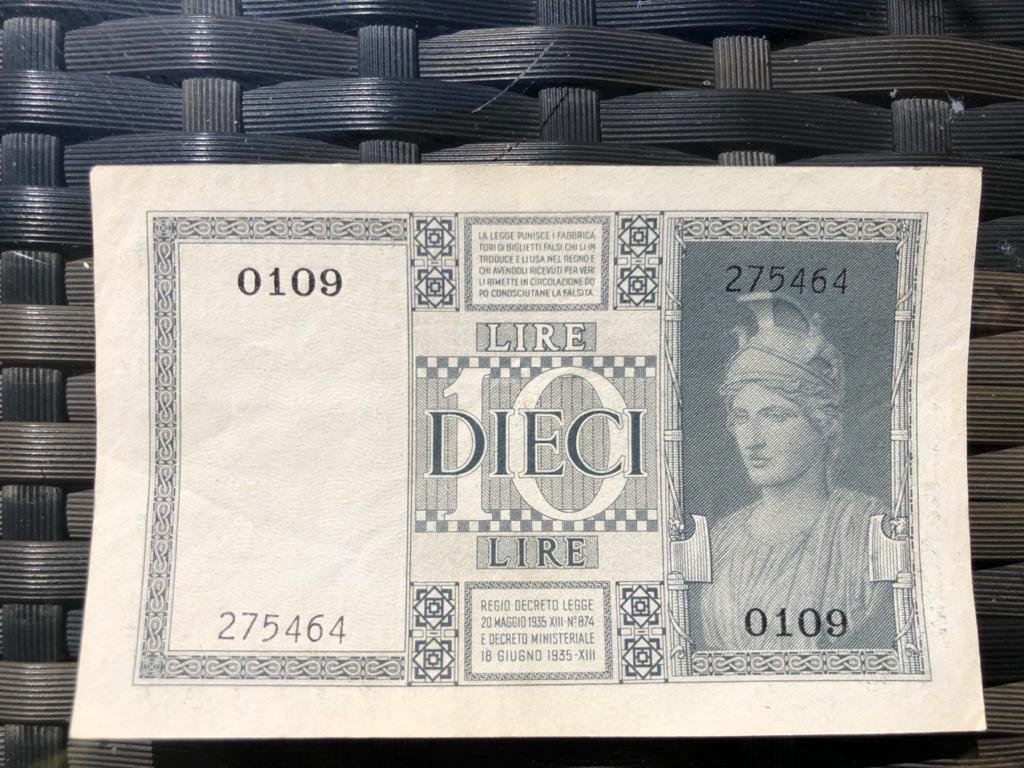 0109
275464
LA LEGGE PUNISCE I FABBRICA
TORI DI BIGLIETTI FALSI, CHI LI IN
TRODUCE E LI USA NEL REGNO E
CHI AVENDOLI RICEVUTI PER VERI
LI RIMETTE IN CIRCOLAZIONE DO
PO CONOSCIUTANE LA FALSITÀ
LIRE
10
DIECI
LIRE
REGIO DECRETO LEGGE
20 MAGGIO 1935 XIII-Nº 874
E DECRETO MINISTERIALE
18 GIUGNO 1935-XIII
275464
0109